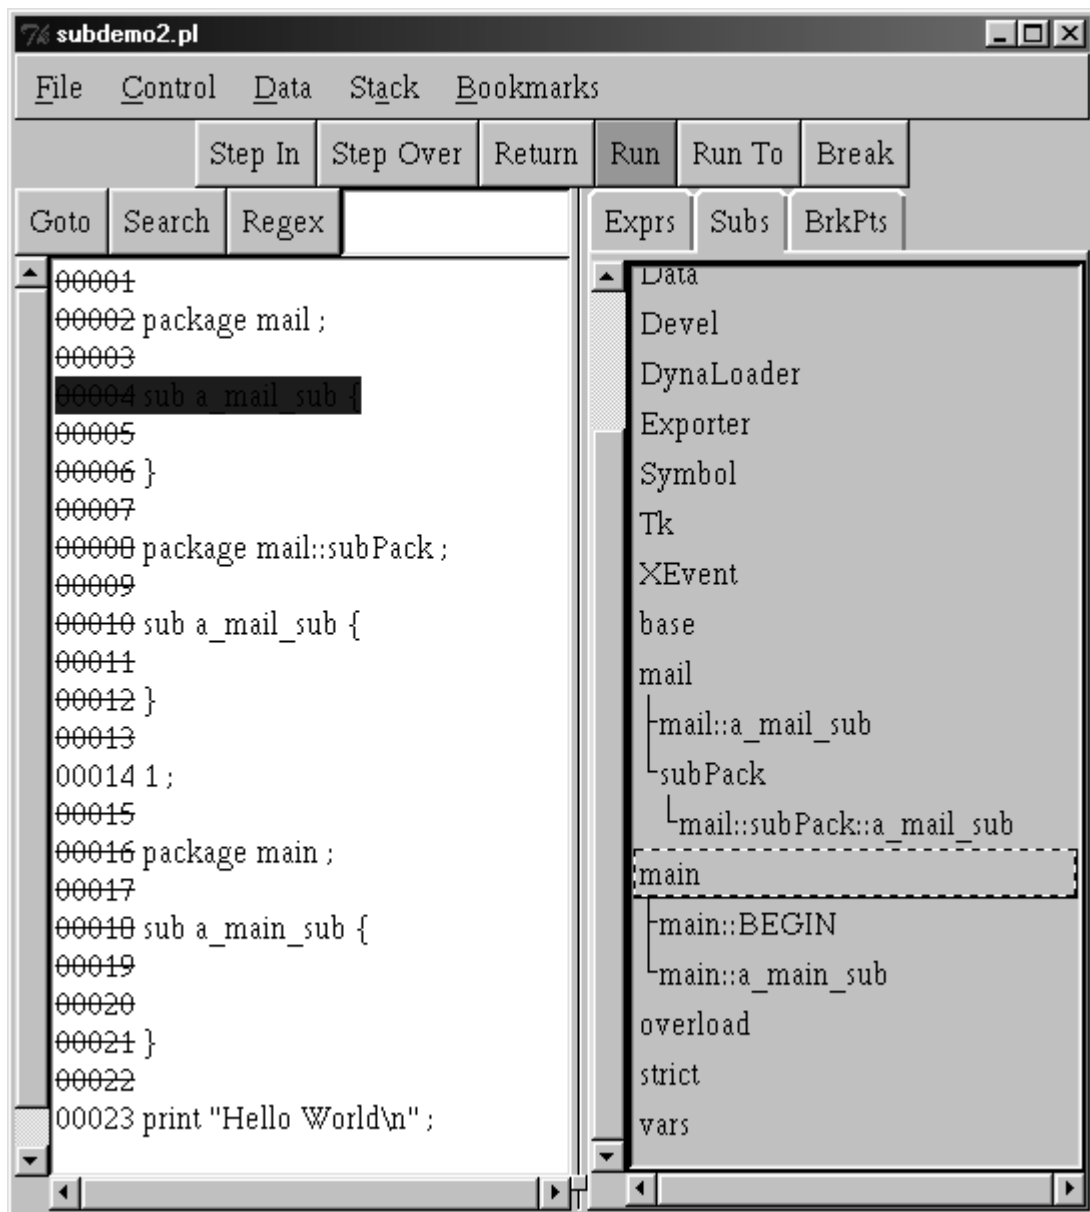 subdemo2.pl
File Control Data Stack Bookmarks
Step In Step Over Return Run Run To Break
Goto Search Regex
00001
00002 package mail ;
00003
00004 sub a_mail_sub {
00005
00006 }
00007
00008 package mail::subPack ;
00009
00010 sub a_mail_sub {
00011
00012 }
00013
00014 1 ;
00015
00016 package main ;
00017
00018 sub a_main_sub {
00019
00020
00021 }
00022
00023 print "Hello World\n" ;
Exprs Subs BrkPts
Data
Devel
DynaLoader
Exporter
Symbol
Tk
XEvent
base
mail
mail::a_mail_sub
subPack
mail::subPack::a_mail_sub
main
main::BEGIN
main::a_main_sub
overload
strict
vars